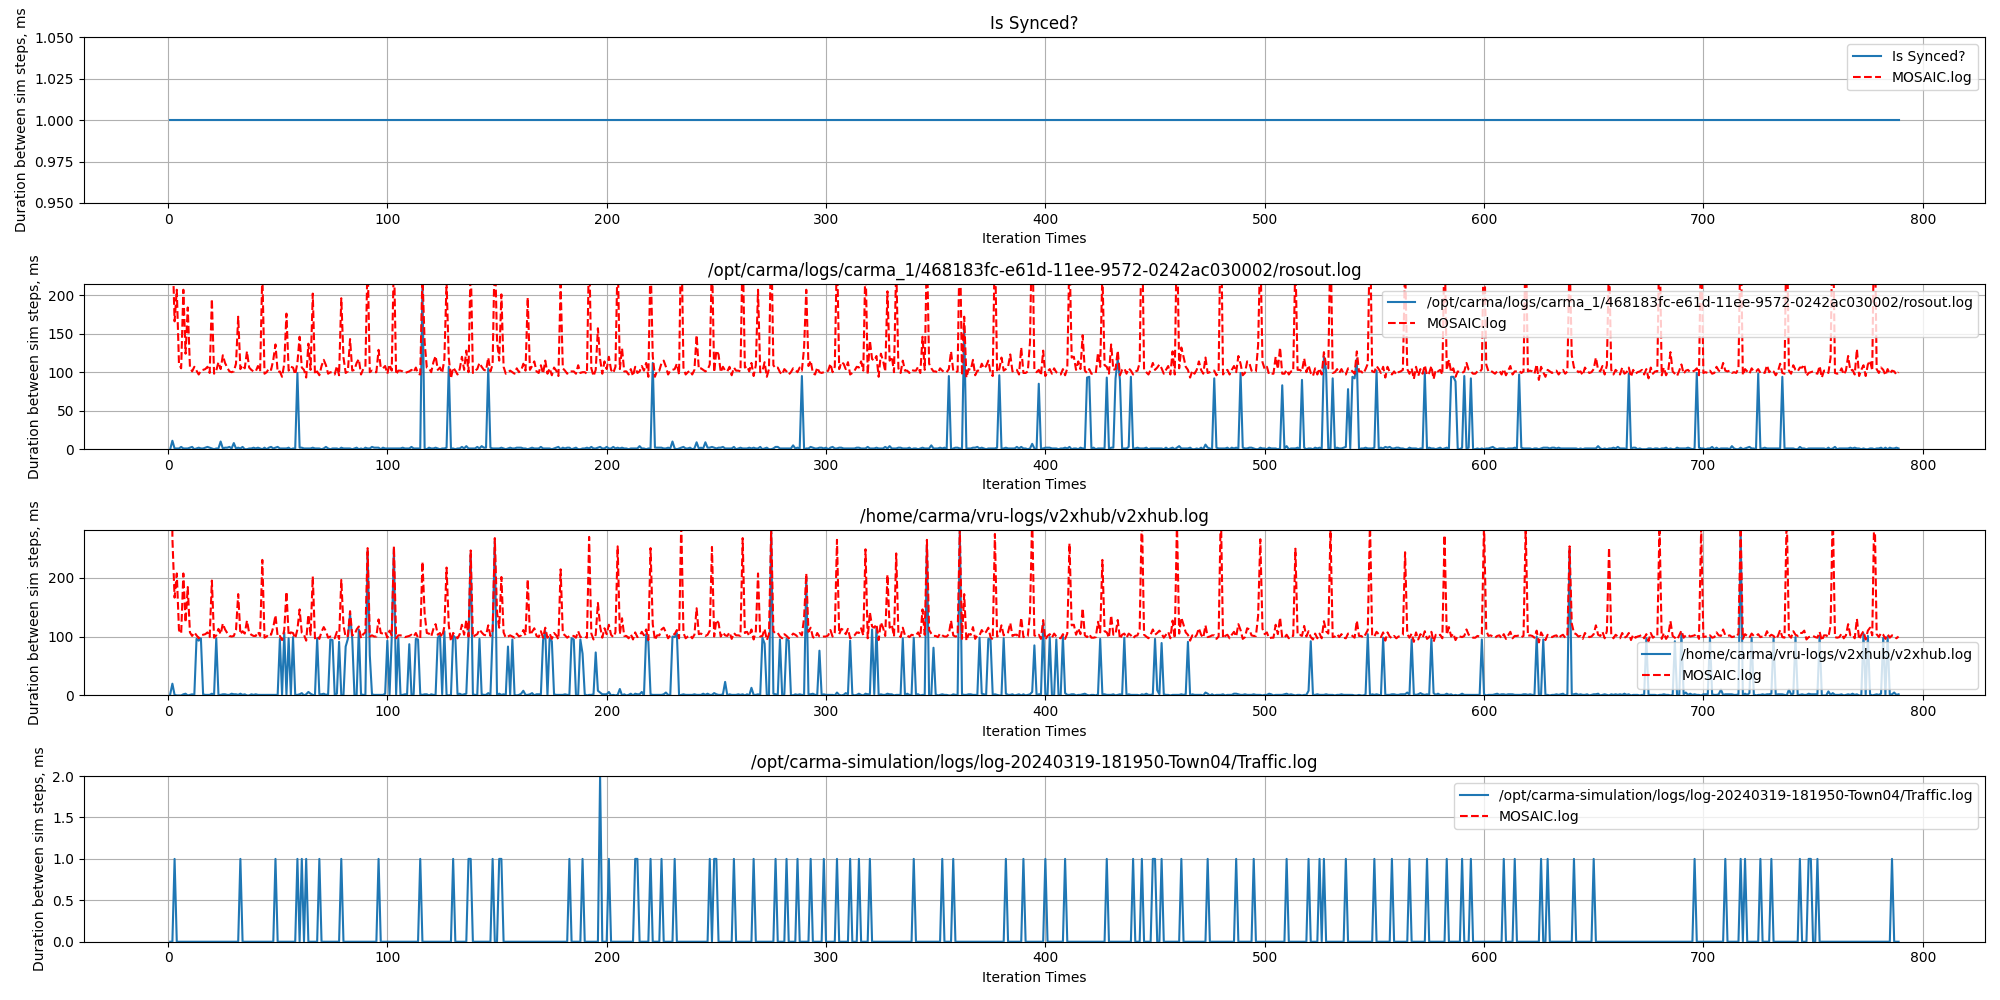 Is Synced?
Duration between sim steps, ms
1.050
1.025
1.000
0.975
0.950
Is Synced?
MOSAIC.log
0 100 200 300 400 500 600 700 800
Iteration Times
/opt/carma/logs/carma_1/468183fc-e61d-11ee-9572-0242ac030002/rosout.log
Duration between sim steps, ms
200
150
100
50
0
/opt/carma/logs/carma_1/468183fc-e61d-11ee-9572-0242ac030002/rosout.log
MOSAIC.log
0 100 200 300 400 500 600 700 800
Iteration Times
/home/carma/vru-logs/v2xhub/v2xhub.log
Duration between sim steps, ms
200
100
0
/home/carma/vru-logs/v2xhub/v2xhub.log
MOSAIC.log
0 100 200 300 400 500 600 700 800
Iteration Times
/opt/carma-simulation/logs/log-20240319-181950-Town04/Traffic.log
Duration between sim steps, ms
2.0
1.5
1.0
0.5
0.0
/opt/carma-simulation/logs/log-20240319-181950-Town04/Traffic.log
MOSAIC.log
0 100 200 300 400 500 600 700 800
Iteration Times